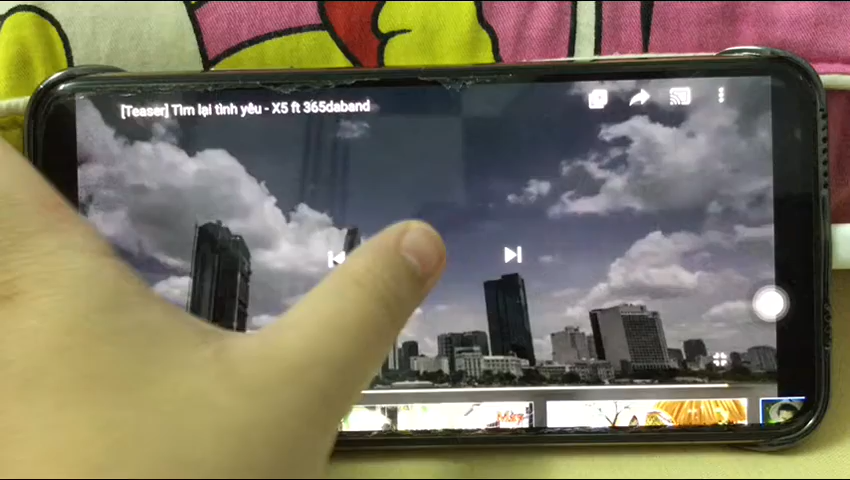 [Teaser] Tìm lại tình yêu - X5 ft 365daband